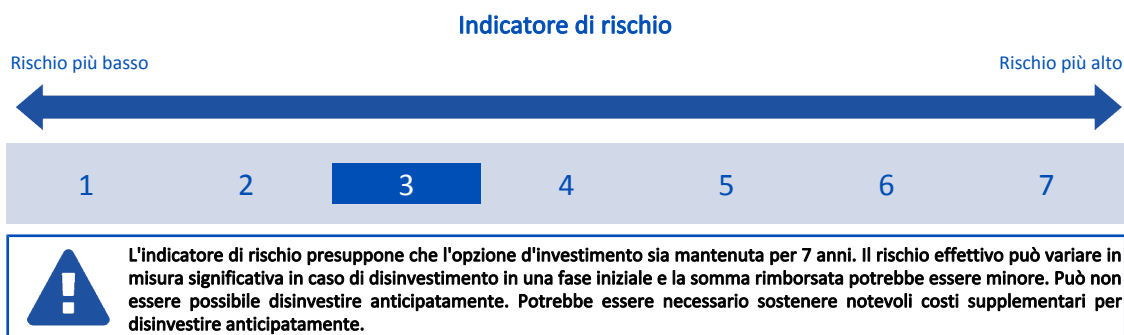 Indicatore di rischio
Rischio più basso Rischio più alto
1 2 3 4 5 6 7
L'indicatore di rischio presuppone che l'opzione d'investimento sia mantenuta per 7 anni. Il rischio effettivo può variare in
misura significativa in caso di disinvestimento in una fase iniziale e la somma rimborsata potrebbe essere minore. Può non
essere possibile disinvestire anticipatamente. Potrebbe essere necessario sostenere notevoli costi supplementari per
disinvestire anticipatamente.